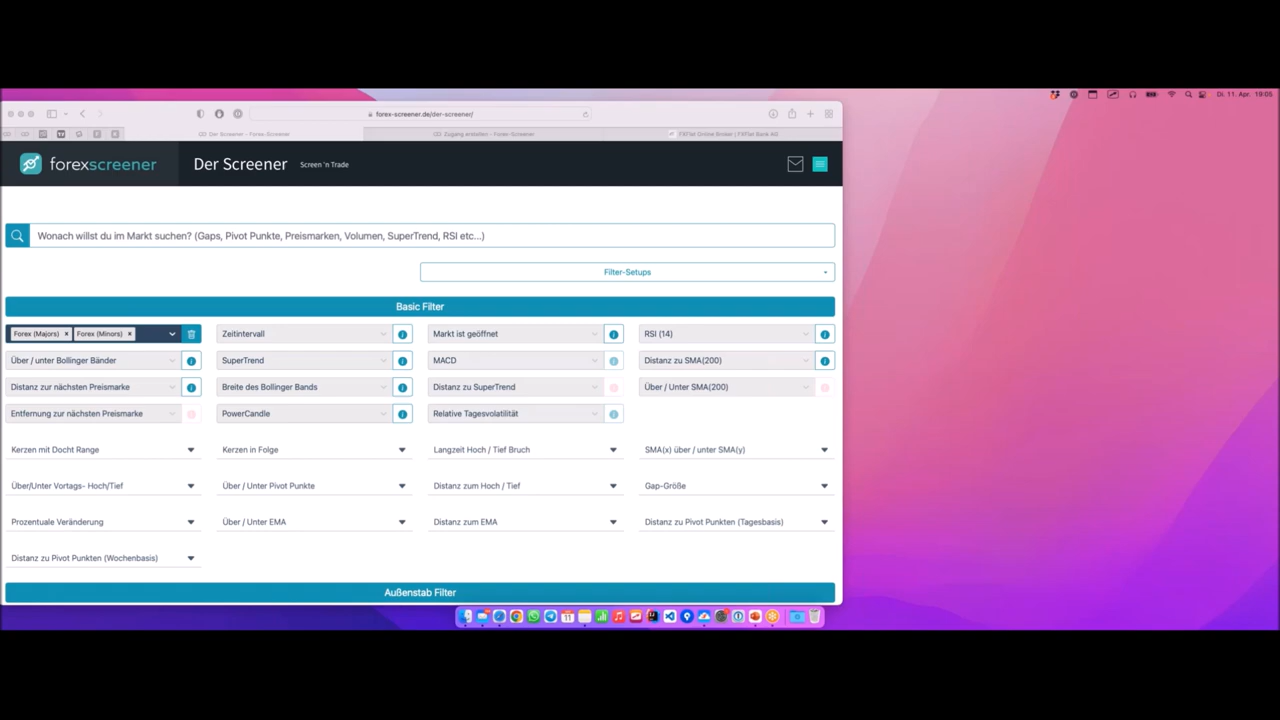 Di. 11. Apr. 18:05
forex-screener.de/der-screener/
Der Screener - Forex-Screener
Zugang erstellen - Forex-Screener
FXFlat Online Broker | FXFlat Bank AG
forexscreener
Der Screener
Screen 'n Trade
Wonach willst du im Markt suchen? (Gaps, Pivot Punkte, Preismarken, Volumen, SuperTrend, RSI etc...)
Filter-Setups
Basic Filter
Forex (Majors) × Forex (Minors) ×
Zeitintervall
Markt ist geöffnet
RSI (14)
Über / unter Bollinger Bänder
SuperTrend
MACD
Distanz zu SMA(200)
Distanz zur nächsten Preismarke
Breite des Bollinger Bands
Distanz zu SuperTrend
Über / Unter SMA(200)
Entfernung zur nächsten Preismarke
PowerCandle
Relative Tagesvolatilität
Kerzen mit Docht Range
Kerzen in Folge
Langzeit Hoch / Tief Bruch
SMA(x) über / unter SMA(y)
Über/Unter Vortags- Hoch/Tief
Über / Unter Pivot Punkte
Distanz zum Hoch / Tief
Gap-Größe
Prozentuale Veränderung
Über / Unter EMA
Distanz zum EMA
Distanz zu Pivot Punkten (Tagesbasis)
Distanz zu Pivot Punkten (Wochenbasis)
Außenstab Filter